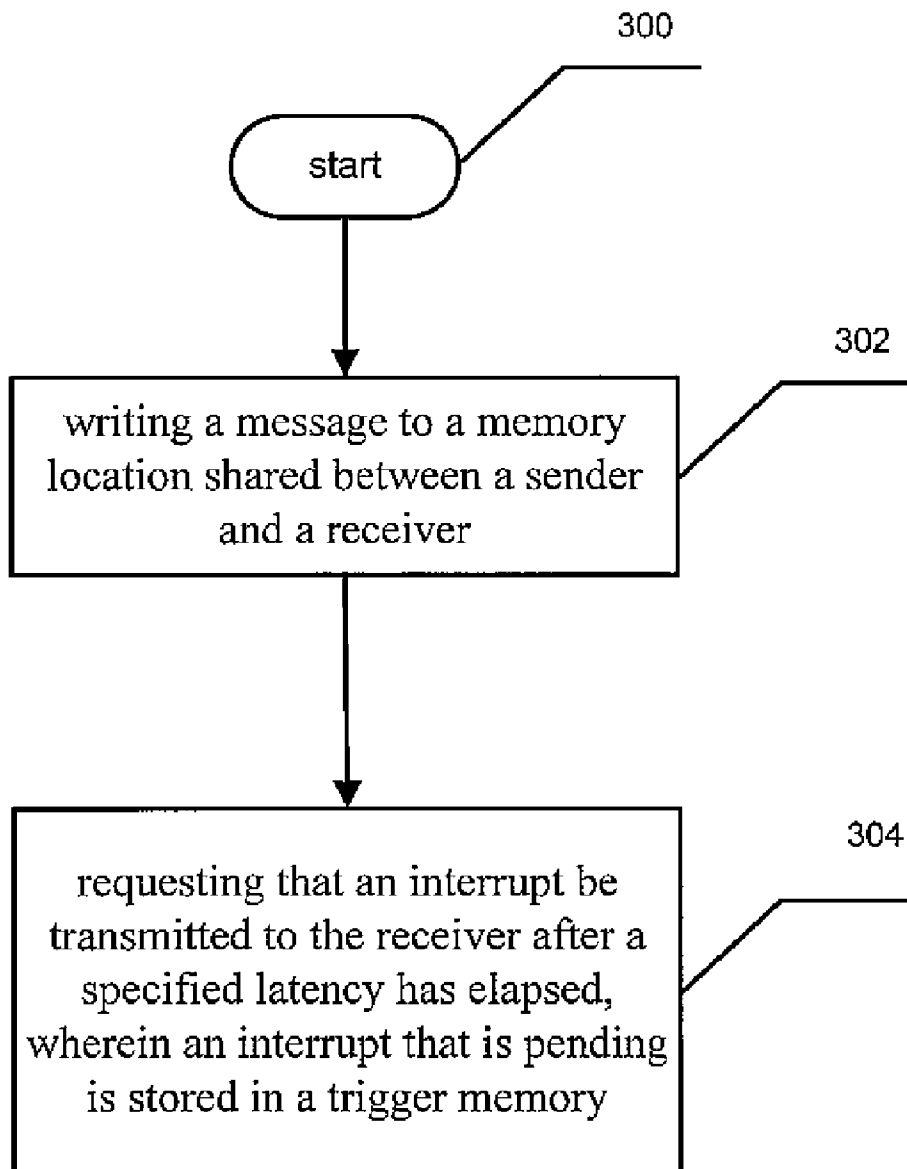 300
start
302
writing a message to a memory
location shared between a sender
and a receiver
304
requesting that an interrupt be
transmitted to the receiver after a
specified latency has elapsed,
wherein an interrupt that is pending
is stored in a trigger memory